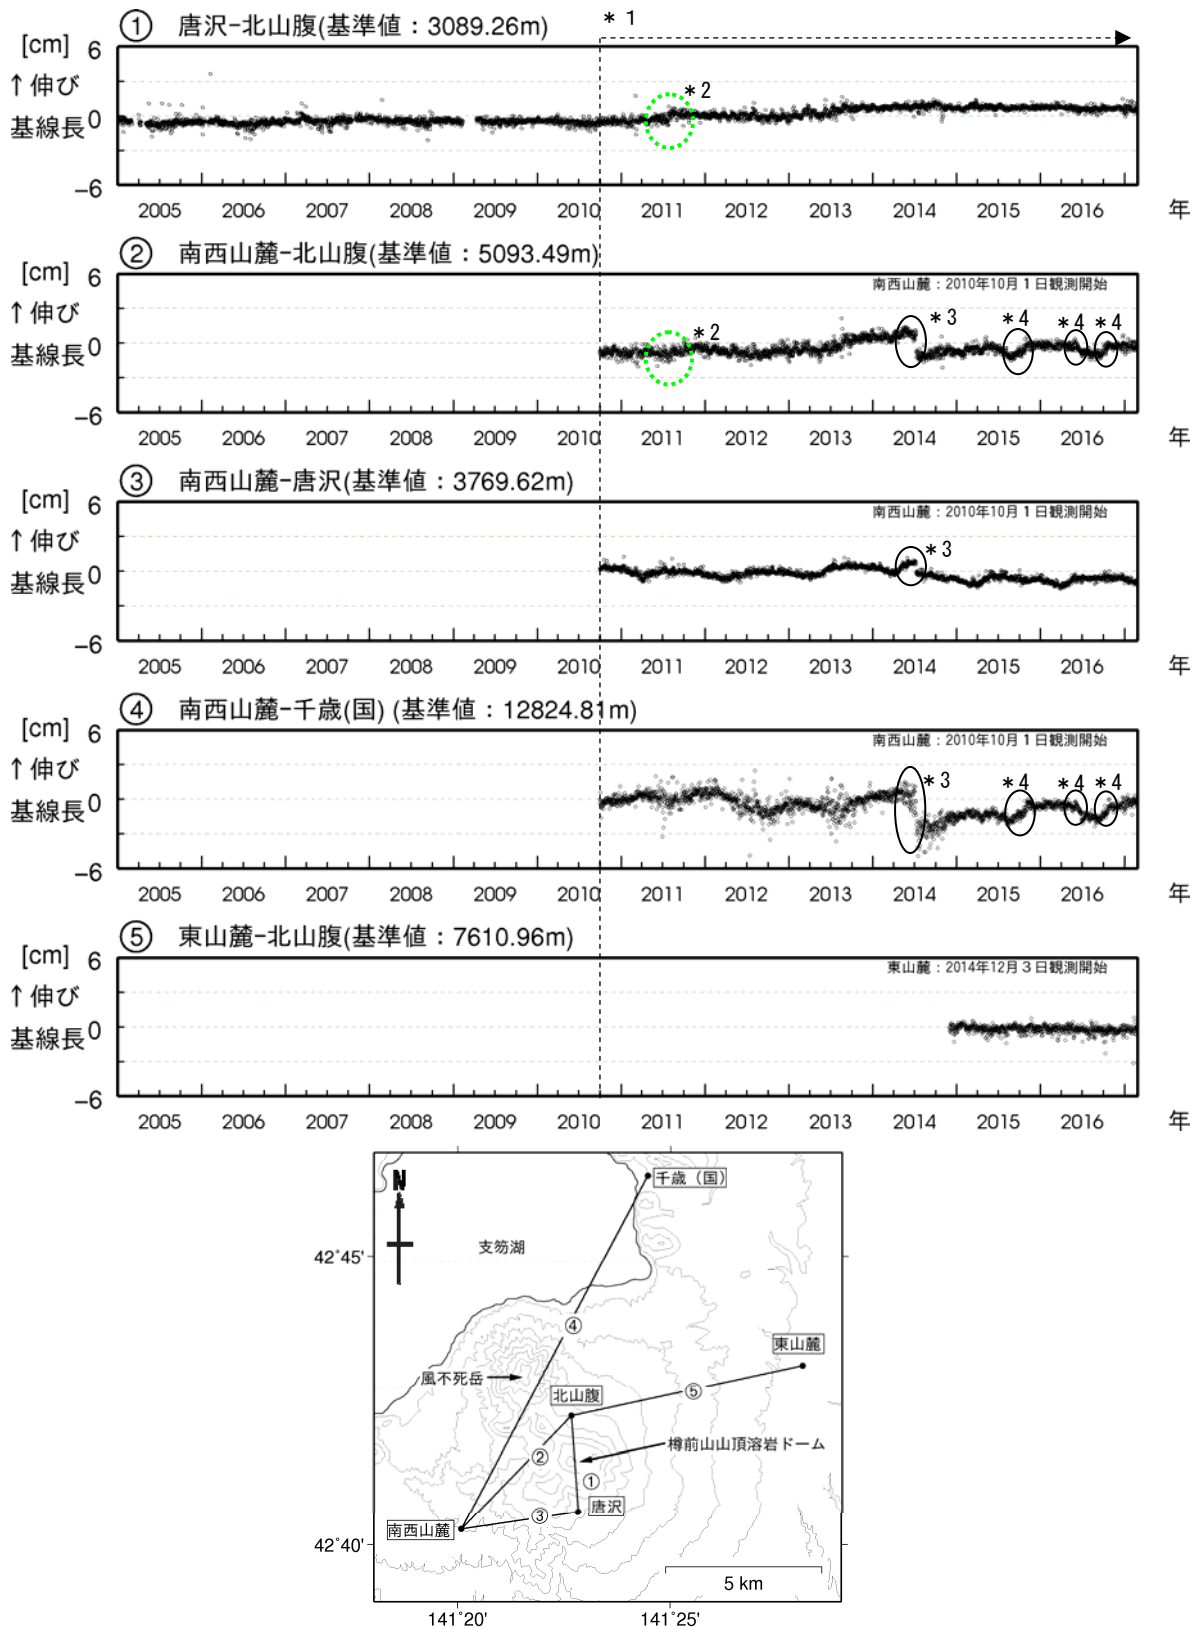 ① 唐沢−北山腹(基準値：3089.26m)
＊1
[cm]
6
↑伸び
0
基線長
−6
＊2
2005 2006 2007 2008 2009 2010 2011 2012 2013 2014 2015 2016 年
② 南西山麓−北山腹(基準値：5093.49m)
[cm]
6
↑伸び
0
基線長
−6
南西山麓：2010年10月１日観測開始
＊2 ＊3 ＊4 ＊4 ＊4
2005 2006 2007 2008 2009 2010 2011 2012 2013 2014 2015 2016 年
③ 南西山麓−唐沢(基準値：3769.62m)
[cm]
6
↑伸び
0
基線長
−6
南西山麓：2010年10月１日観測開始
＊3
2005 2006 2007 2008 2009 2010 2011 2012 2013 2014 2015 2016 年
④ 南西山麓−千歳(国) (基準値：12824.81m)
[cm]
6
↑伸び
0
基線長
−6
南西山麓：2010年10月１日観測開始
＊3 ＊4 ＊4 ＊4
2005 2006 2007 2008 2009 2010 2011 2012 2013 2014 2015 2016 年
⑤ 東山麓−北山腹(基準値：7610.96m)
[cm]
6
↑伸び
0
基線長
−6
東山麓：2014年12月３日観測開始
2005 2006 2007 2008 2009 2010 2011 2012 2013 2014 2015 2016 年
N
千歳（国）
支笏湖
42˚45'
④
東山麓
風不死岳
北山腹
⑤
樽前山山頂溶岩ドーム
②
①
唐沢
③
南西山麓
42˚40'
5 km
141˚20' 141˚25'